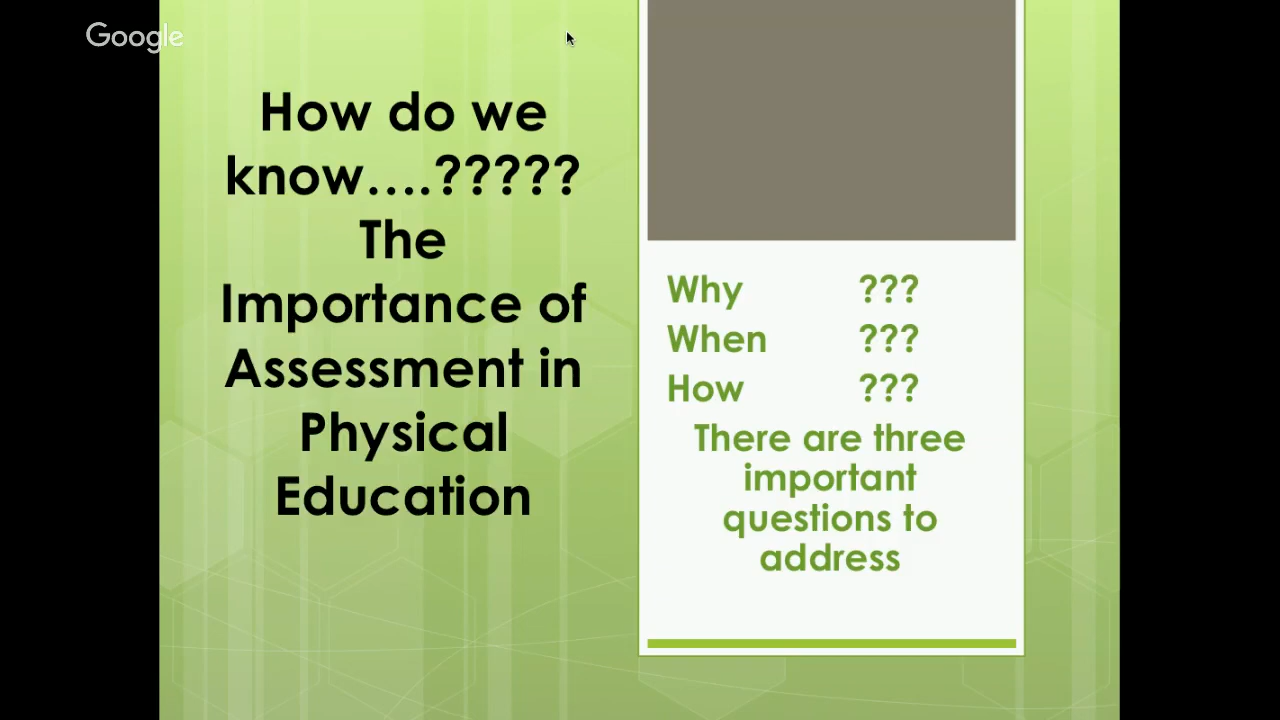 Google
How do we
know….?????
The
Importance of
Assessment in
Physical
Education
Why ???
When ???
How ???
There are three
important
questions to
address